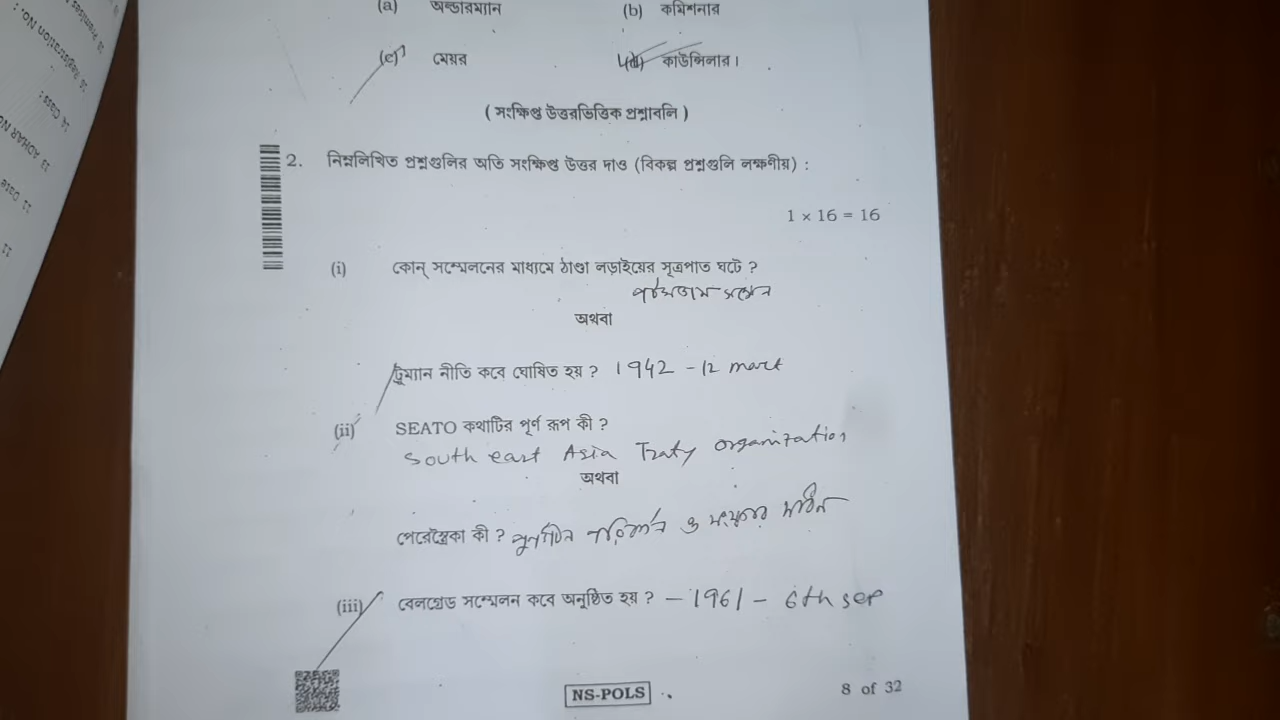 (a) অল্ডারম্যান (b) কমিশনার
(c) মেয়র (d) কাউন্সিলার।
( সংক্ষিপ্ত উত্তরভিত্তিক প্রশ্নাবলি )
2. নিম্নলিখিত প্রশ্নগুলির অতি সংক্ষিপ্ত উত্তর দাও (বিকল্প প্রশ্নগুলি লক্ষণীয়) :
1 × 16 = 16
(i) কোন্ সম্মেলনের মাধ্যমে ঠাণ্ডা লড়াইয়ের সূত্রপাত ঘটে ?
অথবা
ট্রুম্যান নীতি কবে ঘোষিত হয় ? 1942 - 12 mart
(ii) SEATO কথাটির পূর্ণ রূপ কী ?
South east Asia Traty organization
অথবা
পেরেস্ত্রৈকা কী ? ও
(iii) বেলগ্রেড সম্মেলন কবে অনুষ্ঠিত হয় ? - 1961 - 6th sep
NS-POLS 8 of 32